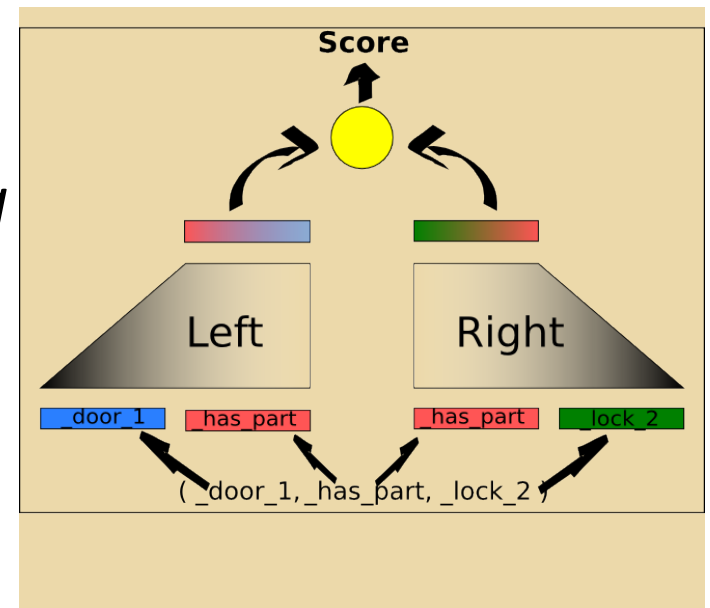 Score
Left Right
_door_1 _has_part _has_part _lock_2
( _door_1, _has_part, _lock_2 )